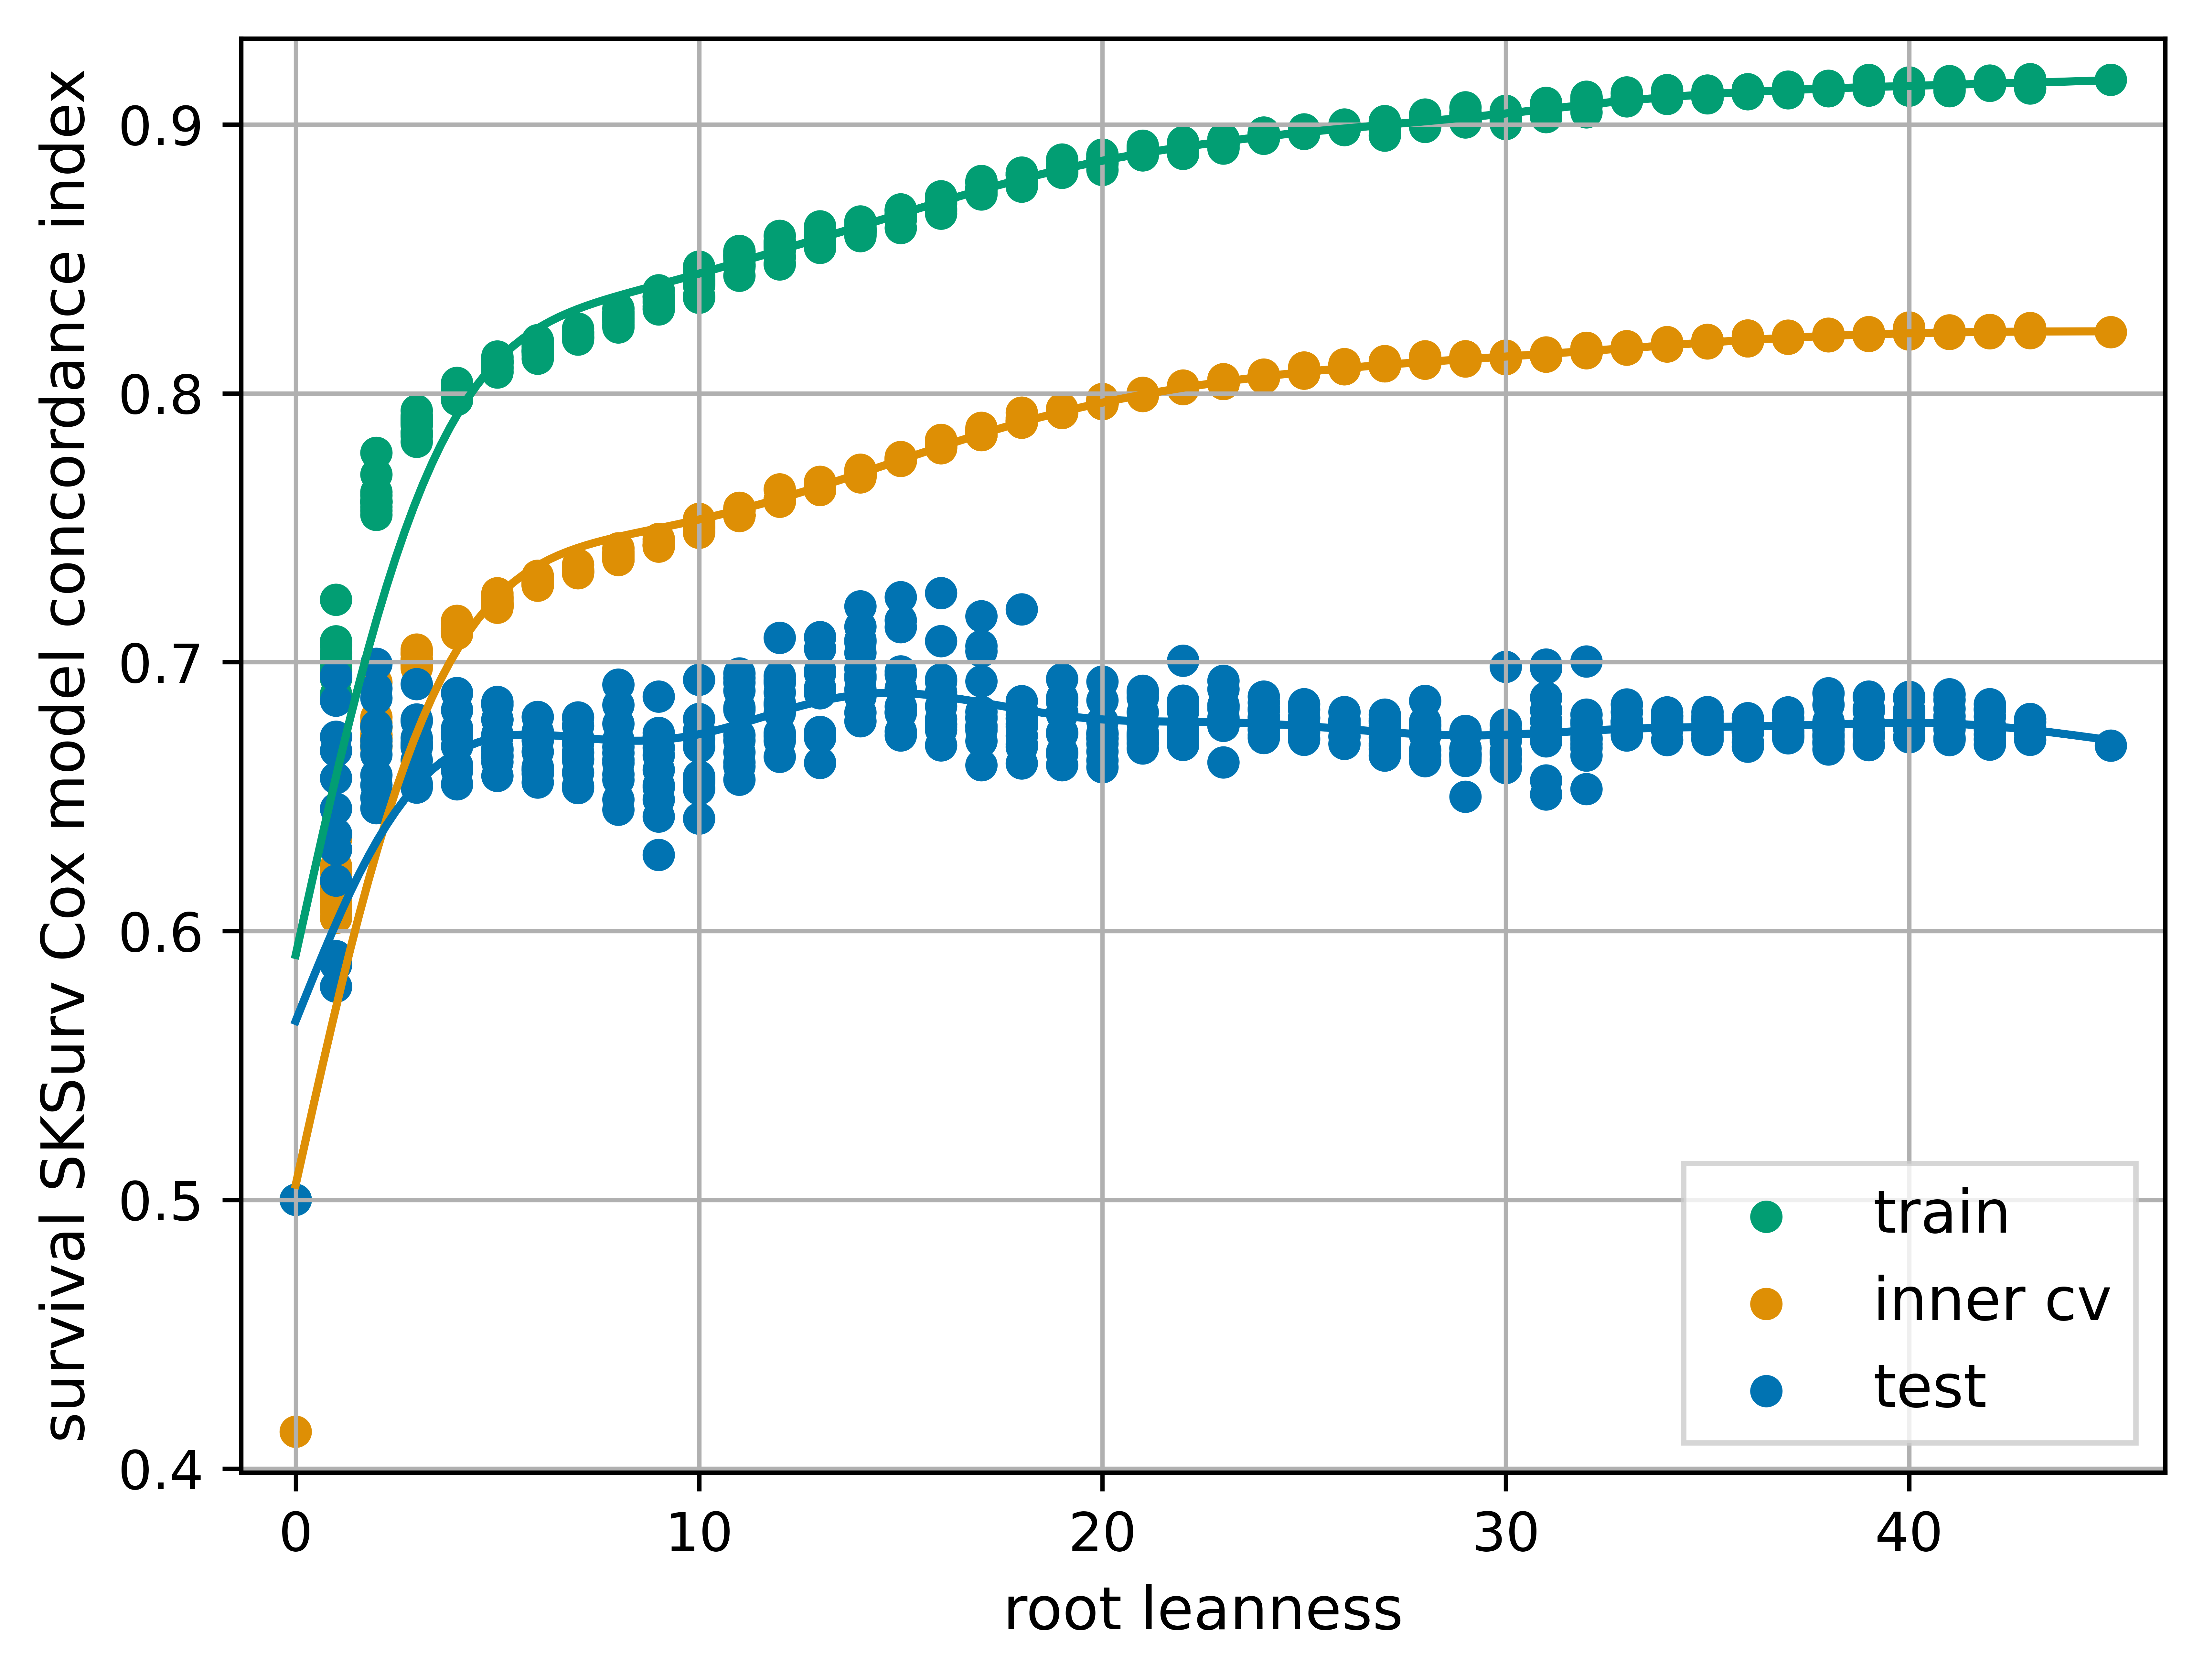 survival SKSurv Cox model concordance index
0.9
0.8
0.7
0.6
0.5
0.4
0 10 20 30 40
root leanness
train
inner cv
test